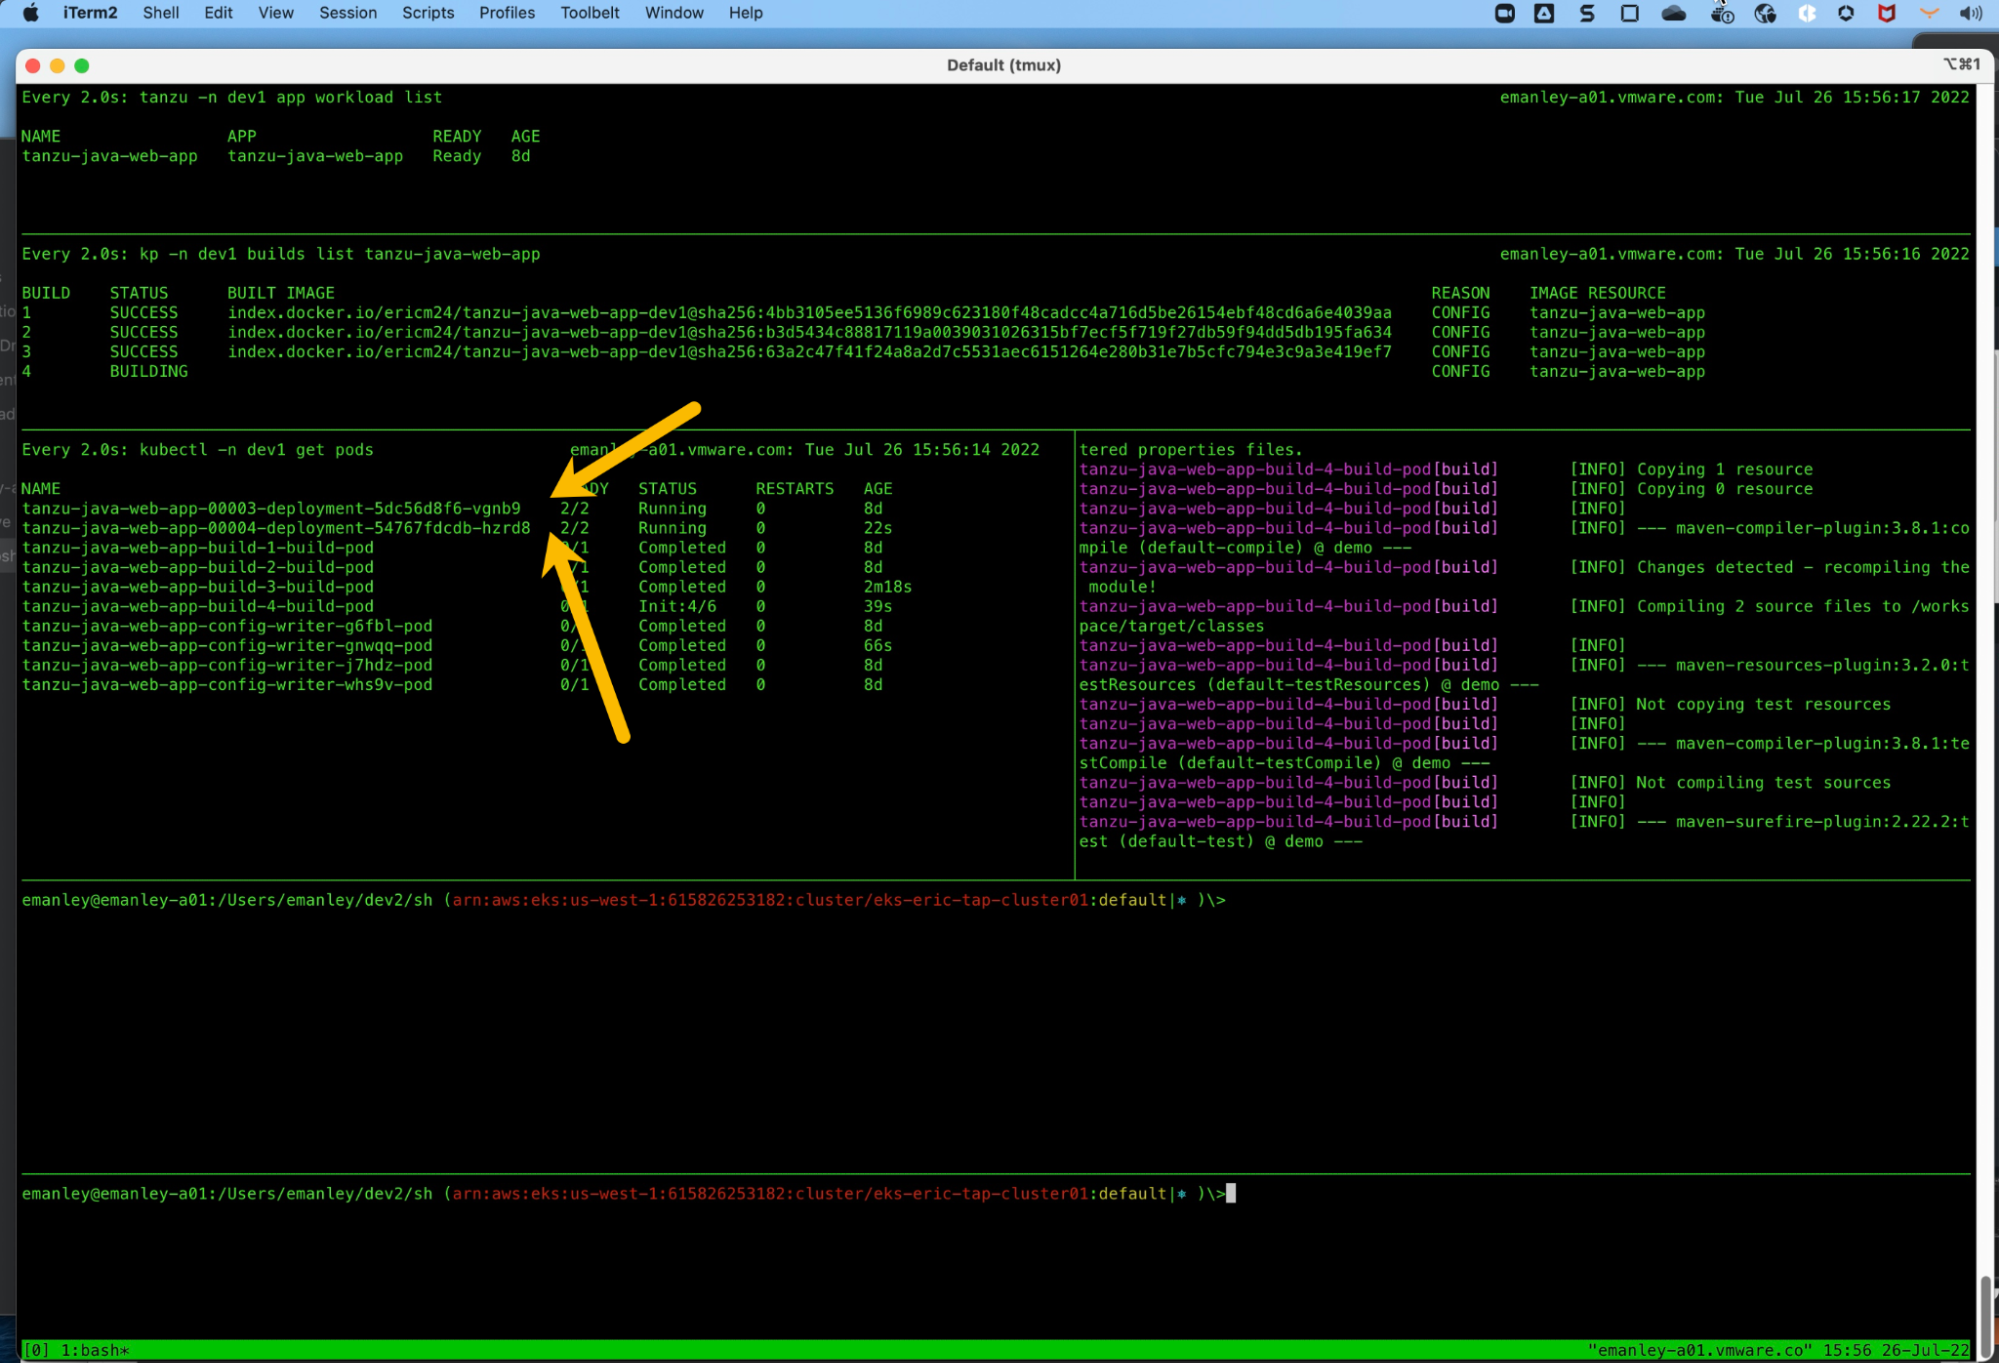 iTerm2 Shell Edit View Session Scripts Profiles Toolbelt Window Help
Default (tmux) ⌥⌘1
Every 2.0s: tanzu -n dev1 app workload list emanley-a01.vmware.com: Tue Jul 26 15:56:17 2022
NAME APP READY AGE
tanzu-java-web-app tanzu-java-web-app Ready 8d
Every 2.0s: kp -n dev1 builds list tanzu-java-web-app emanley-a01.vmware.com: Tue Jul 26 15:56:16 2022
BUILD STATUS BUILT IMAGE REASON IMAGE RESOURCE
1 SUCCESS index.docker.io/ericm24/tanzu-java-web-app-dev1@sha256:4bb3105ee5136f6989c623180f48cadcc4a716d5be26154ebf48cd6a6e4039aa CONFIG tanzu-java-web-app
2 SUCCESS index.docker.io/ericm24/tanzu-java-web-app-dev1@sha256:b3d5434c88817119a0039031026315bf7ecf5f719f27db59f94dd5db195fa634 CONFIG tanzu-java-web-app
3 SUCCESS index.docker.io/ericm24/tanzu-java-web-app-dev1@sha256:63a2c47f41f24a8a2d7c5531aec6151264e280b31e7b5cfc794e3c9a3e419ef7 CONFIG tanzu-java-web-app
4 BUILDING CONFIG tanzu-java-web-app
Every 2.0s: kubectl -n dev1 get pods Tue Jul 26 15:56:14 2022
NAME STATUS RESTARTS AGE
tanzu-java-web-app-00003-deployment-5dc56d8f6-vgnb9 2/2 Running 0 8d
tanzu-java-web-app-00004-deployment-54767fdcdb-hzrd8 2/2 Running 0 22s
tanzu-java-web-app-build-1-build-pod Completed 0 8d
tanzu-java-web-app-build-2-build-pod Completed 0 8d
tanzu-java-web-app-build-3-build-pod Completed 0 2m18s
tanzu-java-web-app-build-4-build-pod Init:4/6 0 39s
tanzu-java-web-app-config-writer-g6fbl-pod Completed 0 8d
tanzu-java-web-app-config-writer-gnwqq-pod Completed 0 66s
tanzu-java-web-app-config-writer-j7hdz-pod 0/1 Completed 0 8d
tanzu-java-web-app-config-writer-whs9v-pod 0/1 Completed 0 8d
tered properties files.
tanzu-java-web-app-build-4-build-pod[build] [INFO] Copying 1 resource
tanzu-java-web-app-build-4-build-pod[build] [INFO] Copying 0 resource
tanzu-java-web-app-build-4-build-pod[build] [INFO]
tanzu-java-web-app-build-4-build-pod[build] [INFO] --- maven-compiler-plugin:3.8.1:co
mpile (default-compile) @ demo ---
tanzu-java-web-app-build-4-build-pod[build] [INFO] Changes detected - recompiling the
module!
tanzu-java-web-app-build-4-build-pod[build] [INFO] Compiling 2 source files to /works
pace/target/classes
tanzu-java-web-app-build-4-build-pod[build] [INFO]
tanzu-java-web-app-build-4-build-pod[build] [INFO] --- maven-resources-plugin:3.2.0:t
estResources (default-testResources) @ demo ---
tanzu-java-web-app-build-4-build-pod[build] [INFO] Not copying test resources
tanzu-java-web-app-build-4-build-pod[build] [INFO]
tanzu-java-web-app-build-4-build-pod[build] [INFO] --- maven-compiler-plugin:3.8.1:te
stCompile (default-testCompile) @ demo ---
tanzu-java-web-app-build-4-build-pod[build] [INFO] Not compiling test sources
tanzu-java-web-app-build-4-build-pod[build] [INFO]
tanzu-java-web-app-build-4-build-pod[build] [INFO] --- maven-surefire-plugin:2.22.2:t
est (default-test) @ demo ---
emanley@emanley-a01:/Users/emanley/dev2/sh (arn:aws:eks:us-west-1:615826253182:cluster/eks-eric-tap-cluster01:default|⎈ )\>
emanley@emanley-a01:/Users/emanley/dev2/sh (arn:aws:eks:us-west-1:615826253182:cluster/eks-eric-tap-cluster01:default|⎈ )\>
[0] 1:bash* "emanley-a01.vmware.co" 15:56 26-Jul-22